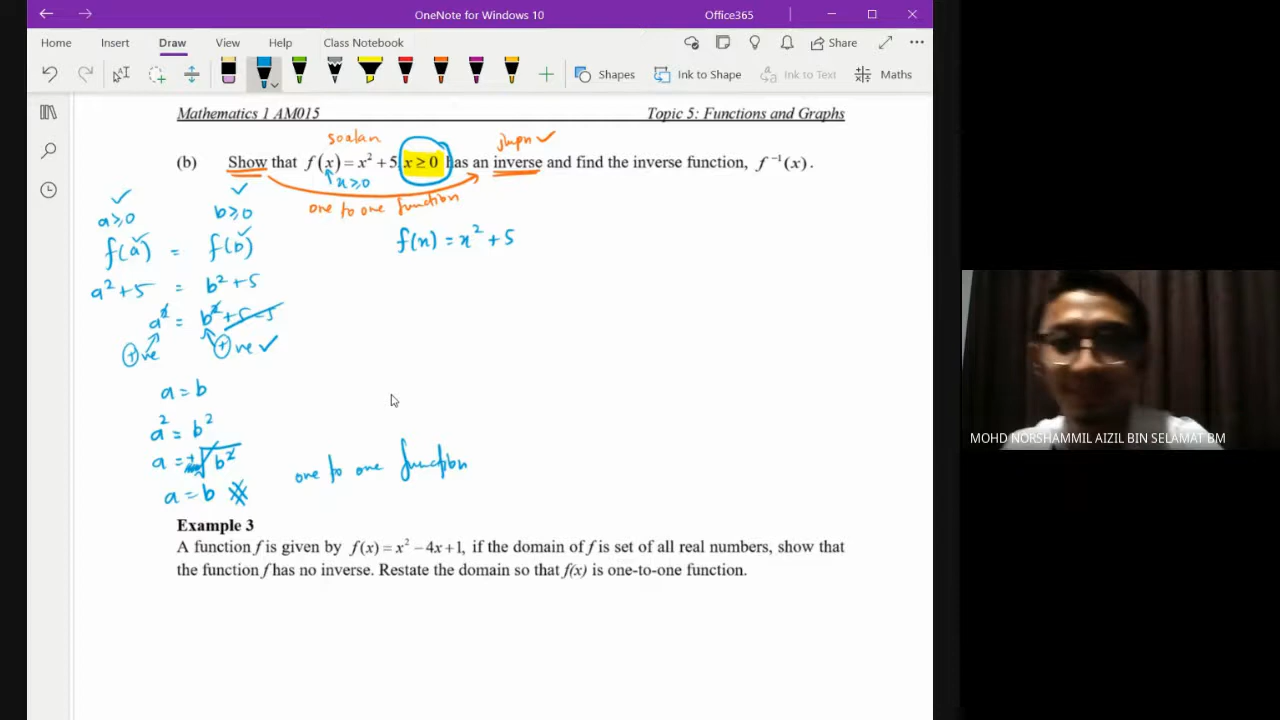 OneNote for Windows 10
Office365
Home Insert Draw View Help Class Notebook
Share
Shapes Ink to Shape Ink to Text Maths
Mathematics 1 AM015 Topic 5: Functions and Graphs
soalan
(b) Show that f(x) = x² + 5, x ≥ 0 has an inverse and find the inverse function, f⁻¹(x).
x ≥ 0
one to one function
a ≥ 0 b ≥ 0
f(a) = f(b)
f(x) = x² + 5
a² + 5 = b² + 5
a² = b² + 5 - 5
+ve +ve ✓
a = b
a² = b²
a = ±√b²
a = b
one to one function
Example 3
A function f is given by f(x) = x² − 4x + 1, if the domain of f is set of all real numbers, show that
the function f has no inverse. Restate the domain so that f(x) is one-to-one function.
MOHD NORSHAMMIL AIZIL BIN SELAMAT BM